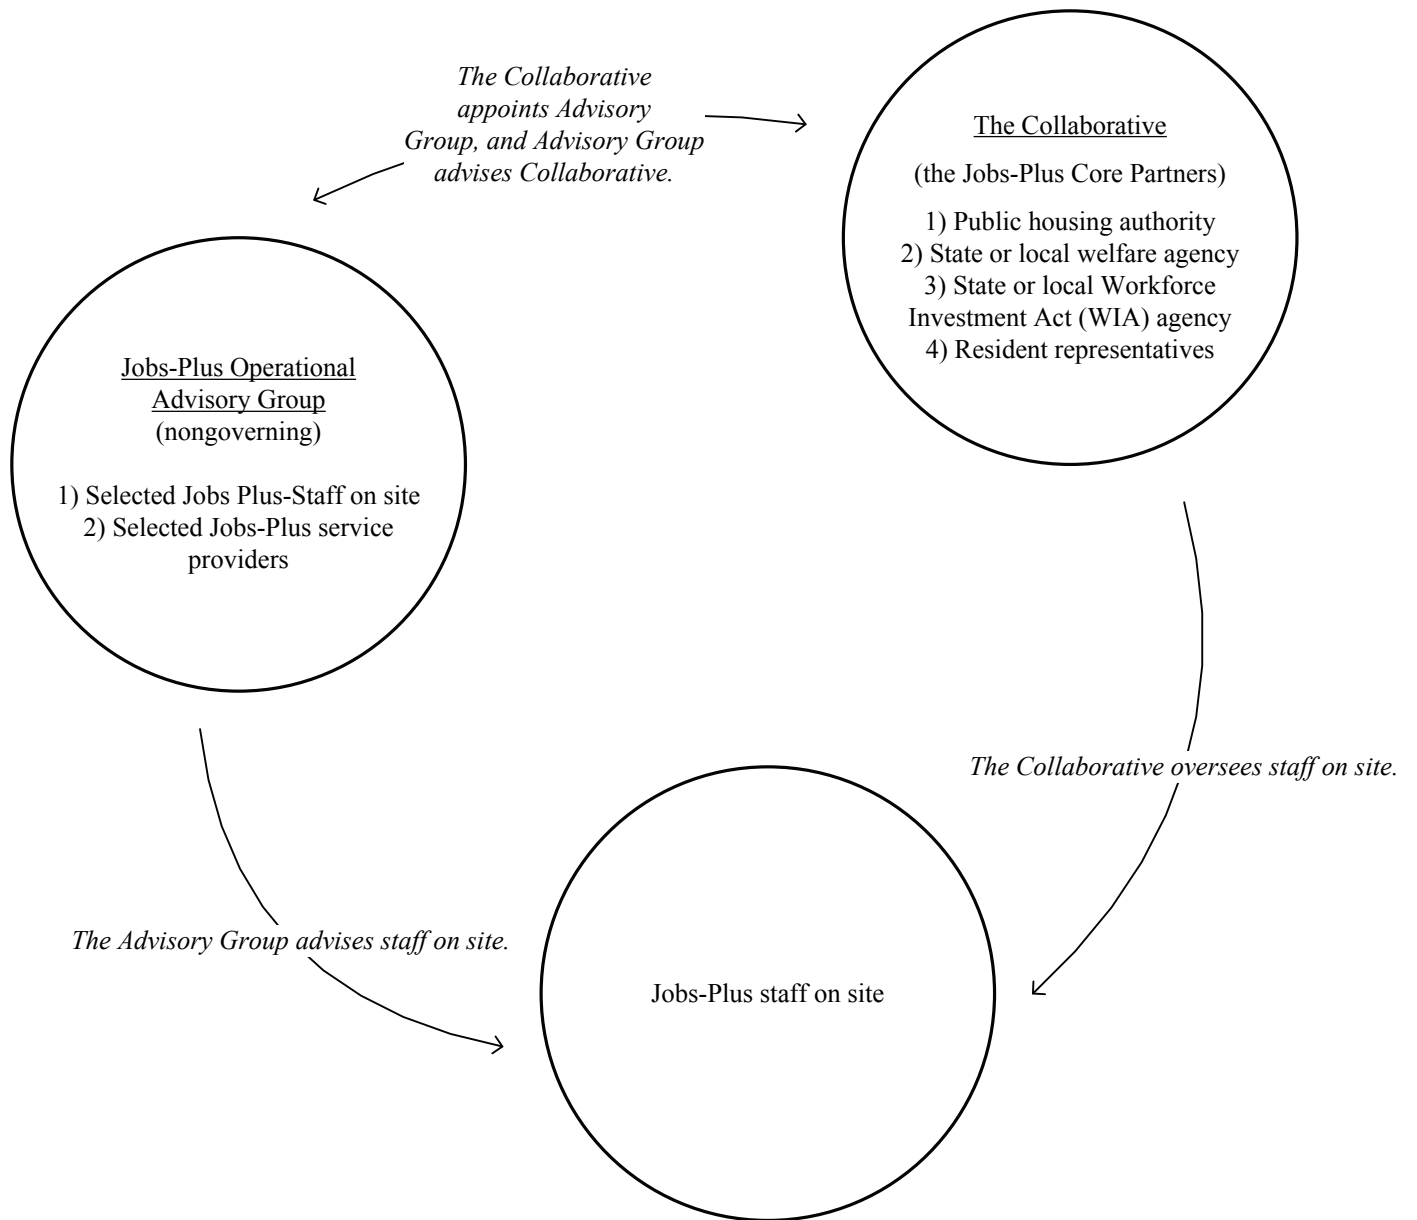 The Collaborative
appoints Advisory
Group, and Advisory Group
advises Collaborative.
The Collaborative
(the Jobs-Plus Core Partners)
1) Public housing authority
2) State or local welfare agency
3) State or local Workforce
Investment Act (WIA) agency
4) Resident representatives
Jobs-Plus Operational
Advisory Group
(nongoverning)
1) Selected Jobs Plus-Staff on site
2) Selected Jobs-Plus service
providers
The Collaborative oversees staff on site.
The Advisory Group advises staff on site.
Jobs-Plus staff on site